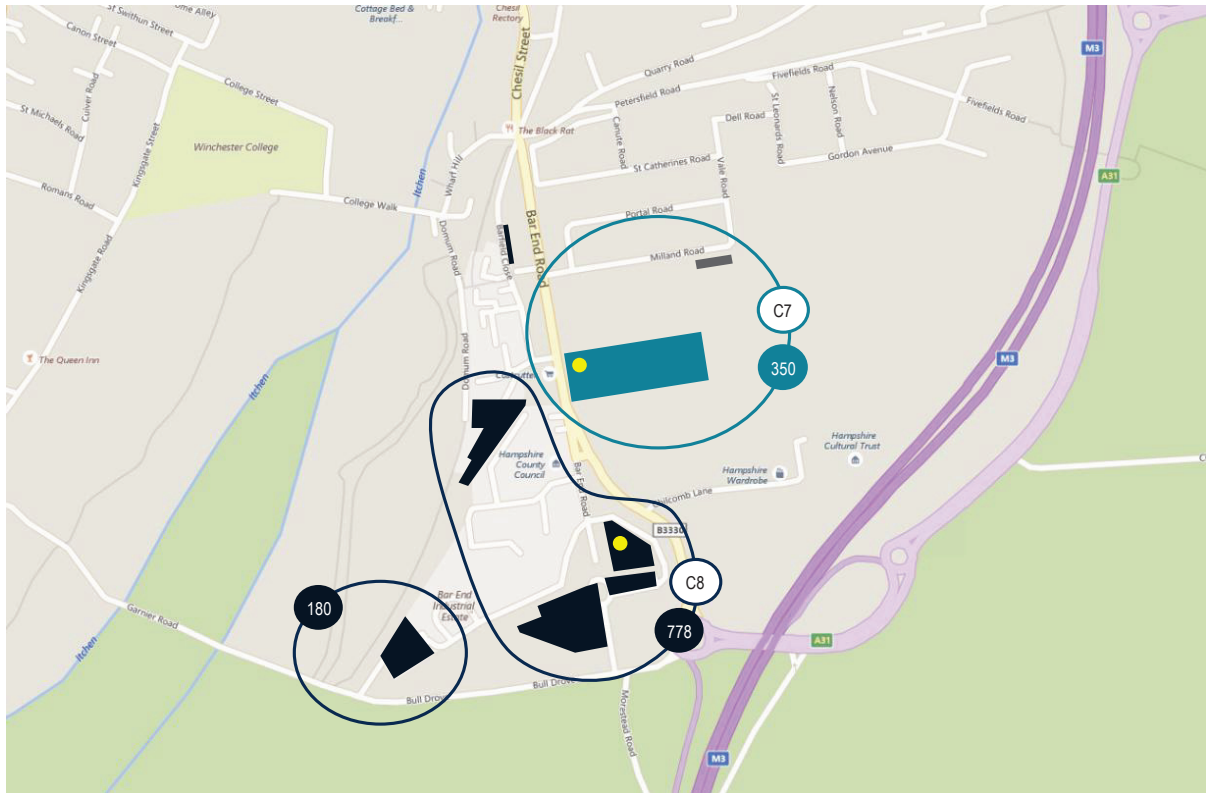 Cottage Bed &
Breakf...
Chesil
Rectory
St Swithun Street
ome Alley
Canon Street
Culver Road
College Street
St Michaels Road
Kingsgate Street
Winchester College
Romans Road
Kingsgate Road
College Walk
Itchen
Wharf Hill
Chesil Street
The Black Rat
Quarry Road
Petersfield Road
Fivefields Road
Fivefields Road
M3
Canute Road
Dell Road
St Leonards Road
Nelson Road
Gordon Avenue
St Catherines Road
Vale Road
A31
Portal Road
Milland Road
Domum Road
Barfield Close
Bar End Road
C7
350
The Queen Inn
Itchen
Domum Road
M3
Hampshire
County
Council
Bar End Road
Hampshire
Wardrobe
Hampshire
Cultural Trust
hilcomb Lane
B3330
C8
778
180
Bar End
Industrial
Estate
Garnier Road
Itchen
Bull Drove
Bull Drove
Morestead Road
A31
M3